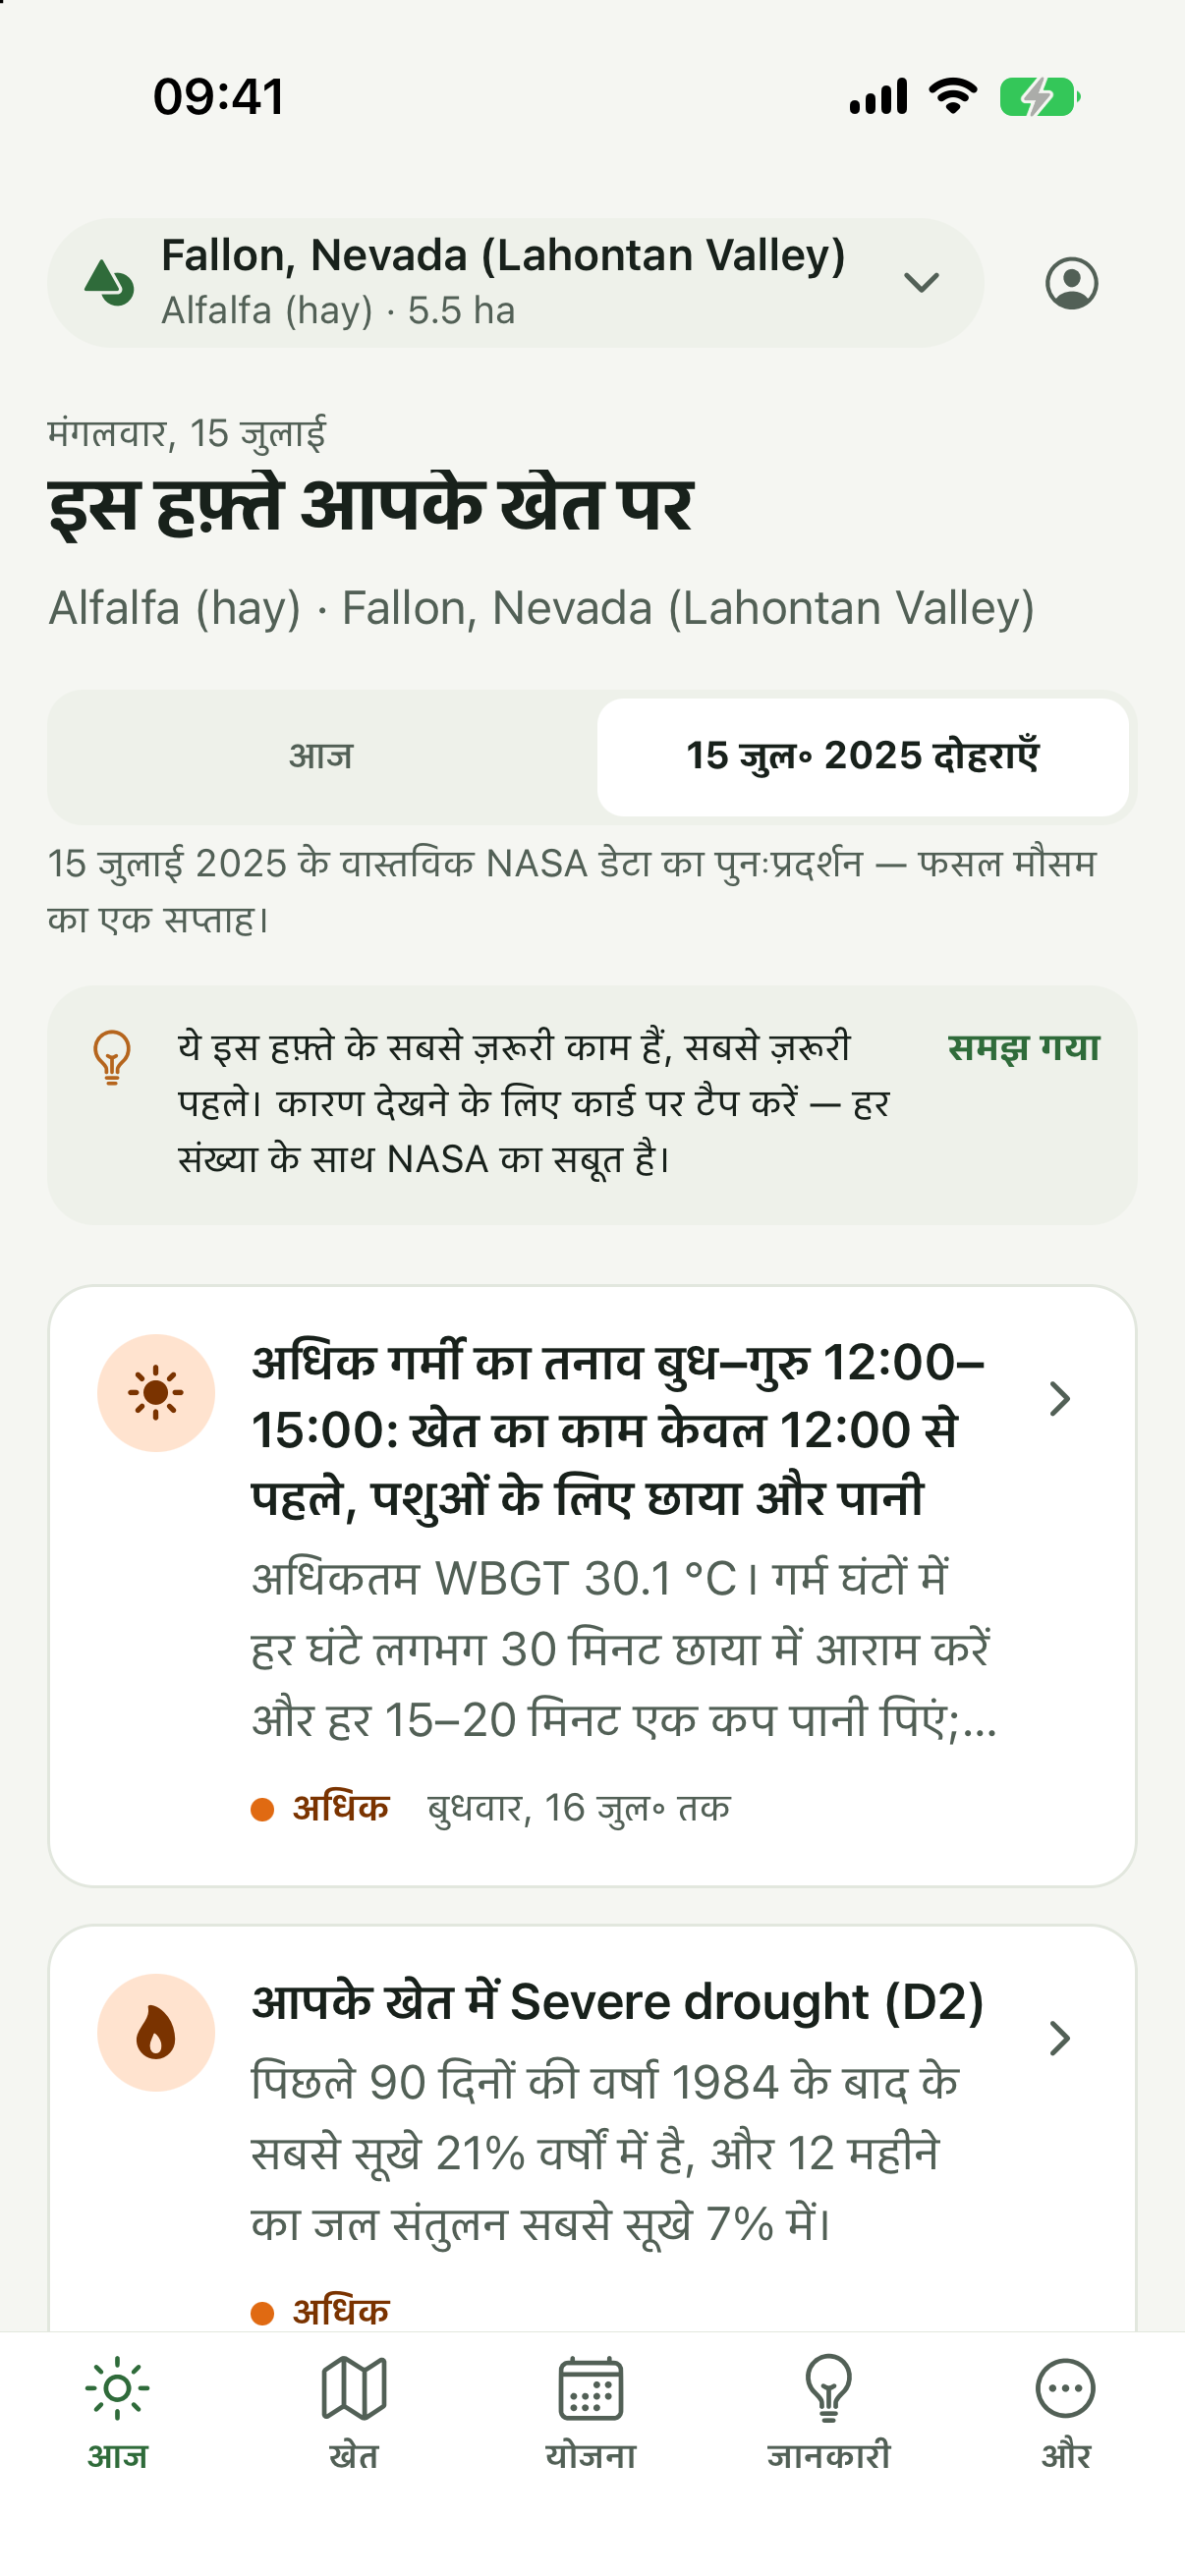 09:41
Fallon, Nevada (Lahontan Valley)
Alfalfa (hay) · 5.5 ha
मंगलवार, 15 जुलाई
इस हफ़्ते आपके खेत पर
Alfalfa (hay) · Fallon, Nevada (Lahontan Valley)
आज
15 जुल॰ 2025 दोहराएँ
15 जुलाई 2025 के वास्तविक NASA डेटा का पुनःप्रदर्शन — फसल मौसम
का एक सप्ताह।
ये इस हफ़्ते के सबसे ज़रूरी काम हैं, सबसे ज़रूरी
पहले। कारण देखने के लिए कार्ड पर टैप करें — हर
संख्या के साथ NASA का सबूत है।
समझ गया
अधिक गर्मी का तनाव बुध–गुरु 12:00–
15:00: खेत का काम केवल 12:00 से
पहले, पशुओं के लिए छाया और पानी
अधिकतम WBGT 30.1 °C। गर्म घंटों में
हर घंटे लगभग 30 मिनट छाया में आराम करें
और हर 15–20 मिनट एक कप पानी पिएं;...
अधिक बुधवार, 16 जुल॰ तक
आपके खेत में Severe drought (D2)
पिछले 90 दिनों की वर्षा 1984 के बाद के
सबसे सूखे 21% वर्षों में है, और 12 महीने
का जल संतुलन सबसे सूखे 7% में।
अधिक
आज
खेत
योजना
जानकारी
और